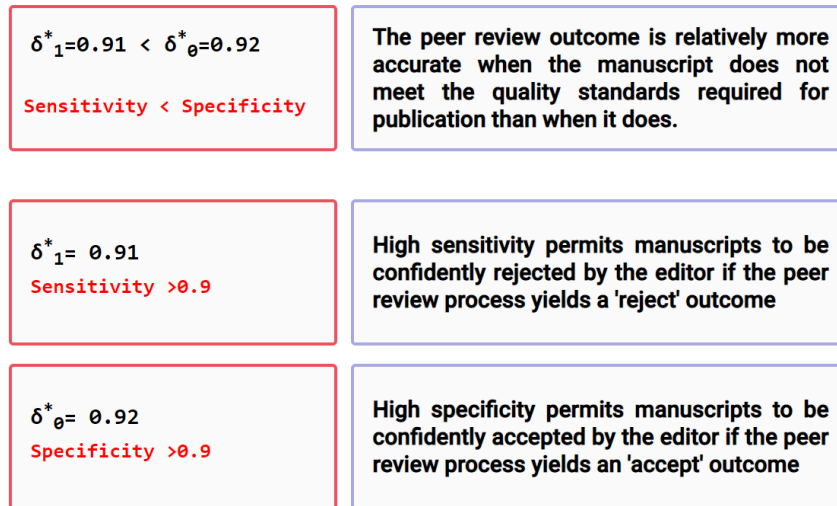 δ*₁=0.91 < δ*₀=0.92
Sensitivity < Specificity
The peer review outcome is relatively more
accurate when the manuscript does not
meet the quality standards required for
publication than when it does.
δ*₁= 0.91
Sensitivity >0.9
High sensitivity permits manuscripts to be
confidently rejected by the editor if the peer
review process yields a 'reject' outcome
δ*₀= 0.92
Specificity >0.9
High specificity permits manuscripts to be
confidently accepted by the editor if the peer
review process yields an 'accept' outcome